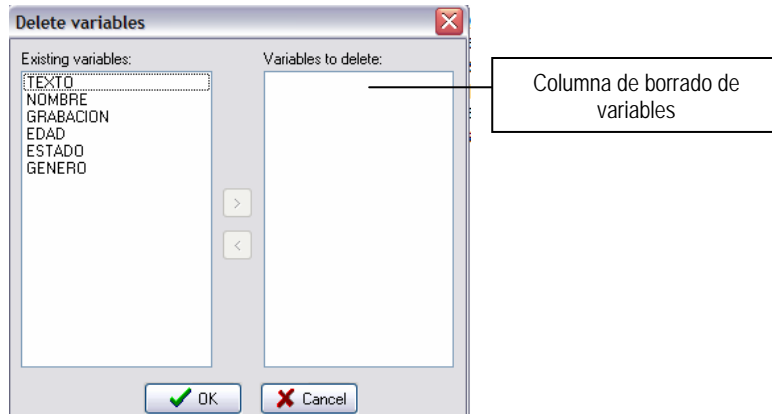 Delete variables
Existing variables:
Variables to delete:
TEXTO
NOMBRE
GRABACION
EDAD
ESTADO
GENERO
>
<
OK
Cancel
Columna de borrado de
variables